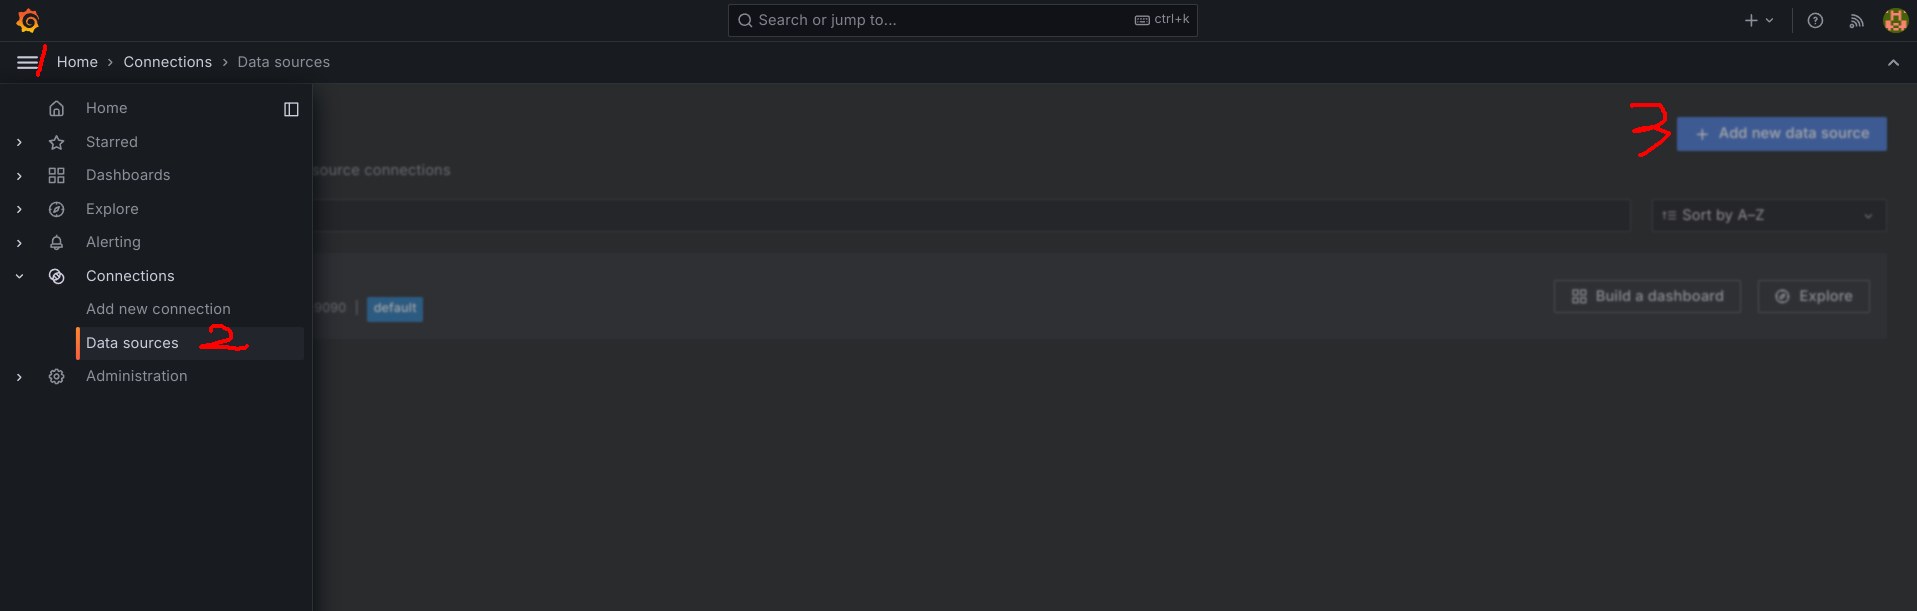 Search or jump to...
ctrl+k
1
Home › Connections › Data sources
Home
Starred
Dashboards
Explore
Alerting
Connections
Add new connection
Data sources 2
Administration
3 + Add new data source
source connections
Sort by A–Z
9090 | default
Build a dashboard
Explore